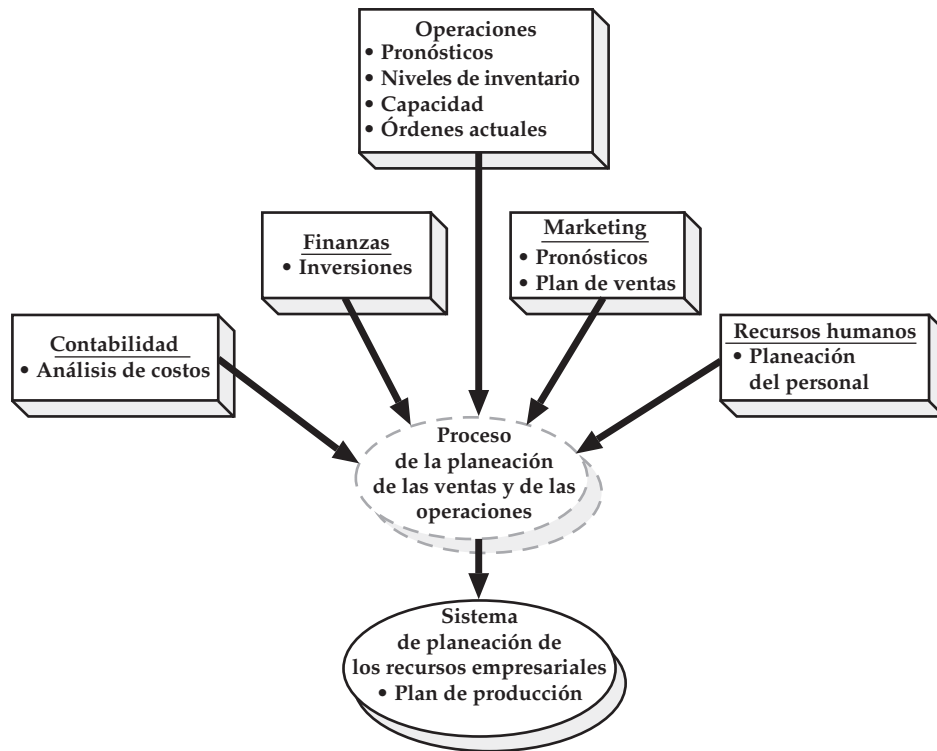 Operaciones
• Pronósticos
• Niveles de inventario
• Capacidad
• Órdenes actuales
Finanzas
• Inversiones
Marketing
• Pronósticos
• Plan de ventas
Contabilidad
• Análisis de costos
Recursos humanos
• Planeación
del personal
Proceso
de la planeación
de las ventas y de las
operaciones
Sistema
de planeación de
los recursos empresariales
• Plan de producción